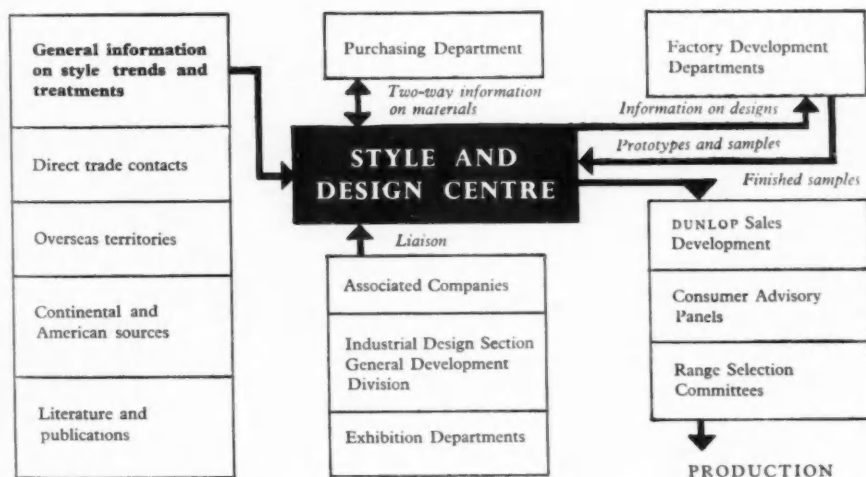 General information
on style trends and
treatments
Direct trade contacts
Overseas territories
Continental and
American sources
Literature and
publications
Purchasing Department
Two-way information
on materials
STYLE AND
DESIGN CENTRE
Liaison
Associated Companies
Industrial Design Section
General Development
Division
Exhibition Departments
Factory Development
Departments
Information on designs
Prototypes and samples
Finished samples
DUNLOP Sales
Development
Consumer Advisory
Panels
Range Selection
Committees
PRODUCTION